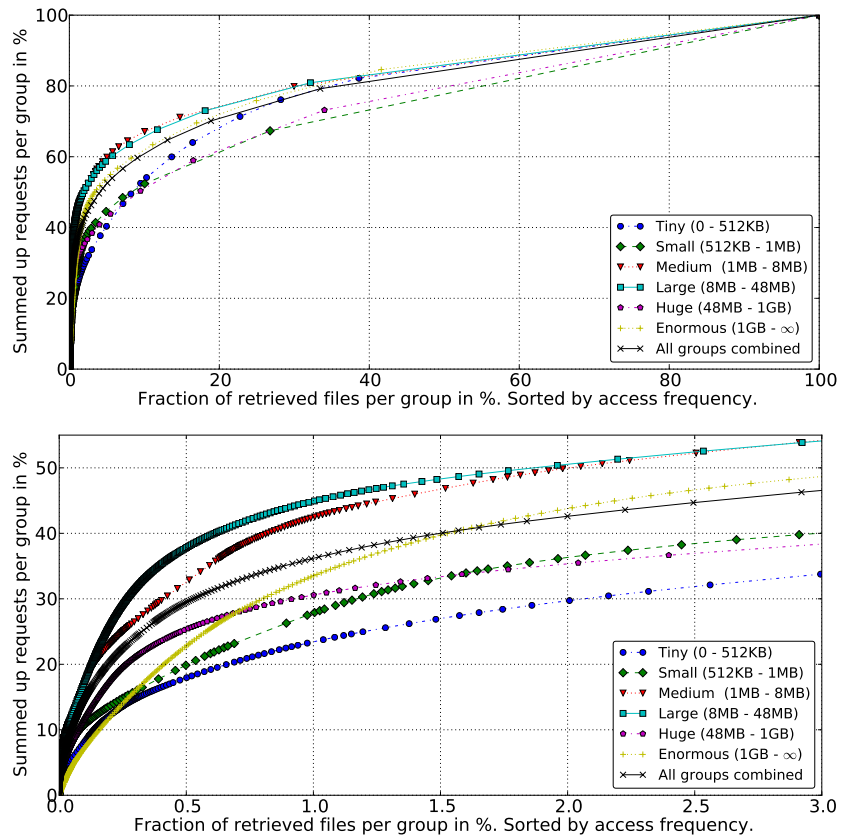 100
80
60
40
20
0
Summed up requests per group in %
Tiny (0 - 512KB)
Small (512KB - 1MB)
Medium (1MB - 8MB)
Large (8MB - 48MB)
Huge (48MB - 1GB)
Enormous (1GB - ∞)
All groups combined
0 20 40 60 80 100
Fraction of retrieved files per group in %. Sorted by access frequency.
50
40
30
20
10
0
Summed up requests per group in %
Tiny (0 - 512KB)
Small (512KB - 1MB)
Medium (1MB - 8MB)
Large (8MB - 48MB)
Huge (48MB - 1GB)
Enormous (1GB - ∞)
All groups combined
0.0 0.5 1.0 1.5 2.0 2.5 3.0
Fraction of retrieved files per group in %. Sorted by access frequency.